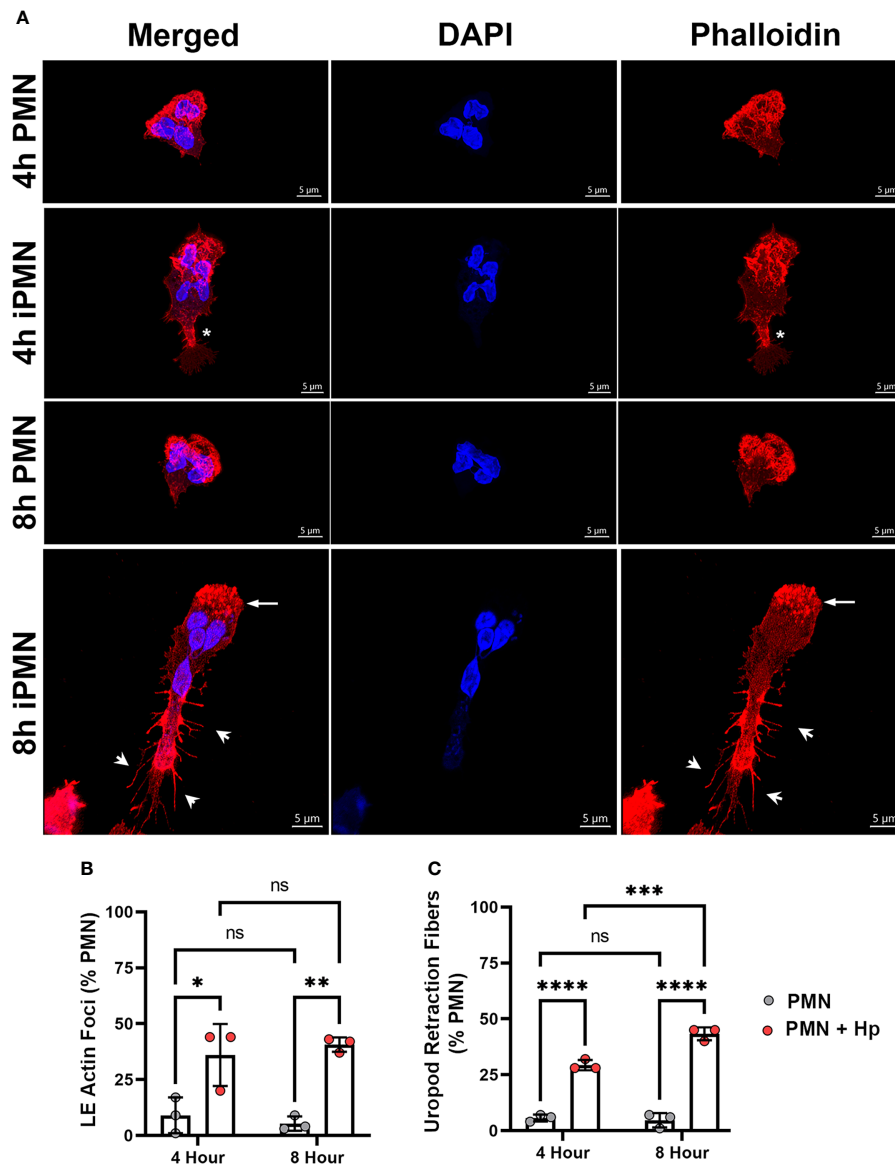 A
Merged DAPI Phalloidin
4h PMN
5 µm 5 µm 5 µm
4h iPMN
* *
5 µm 5 µm 5 µm
8h PMN
5 µm 5 µm 5 µm
8h iPMN
5 µm 5 µm 5 µm
B
LE Actin Foci (% PMN)
100
75
50
25
0
ns
ns
* **
4 Hour 8 Hour
C
Uropod Retraction Fibers
(% PMN)
100
75
50
25
0
***
ns
**** ****
4 Hour 8 Hour
PMN
PMN + Hp